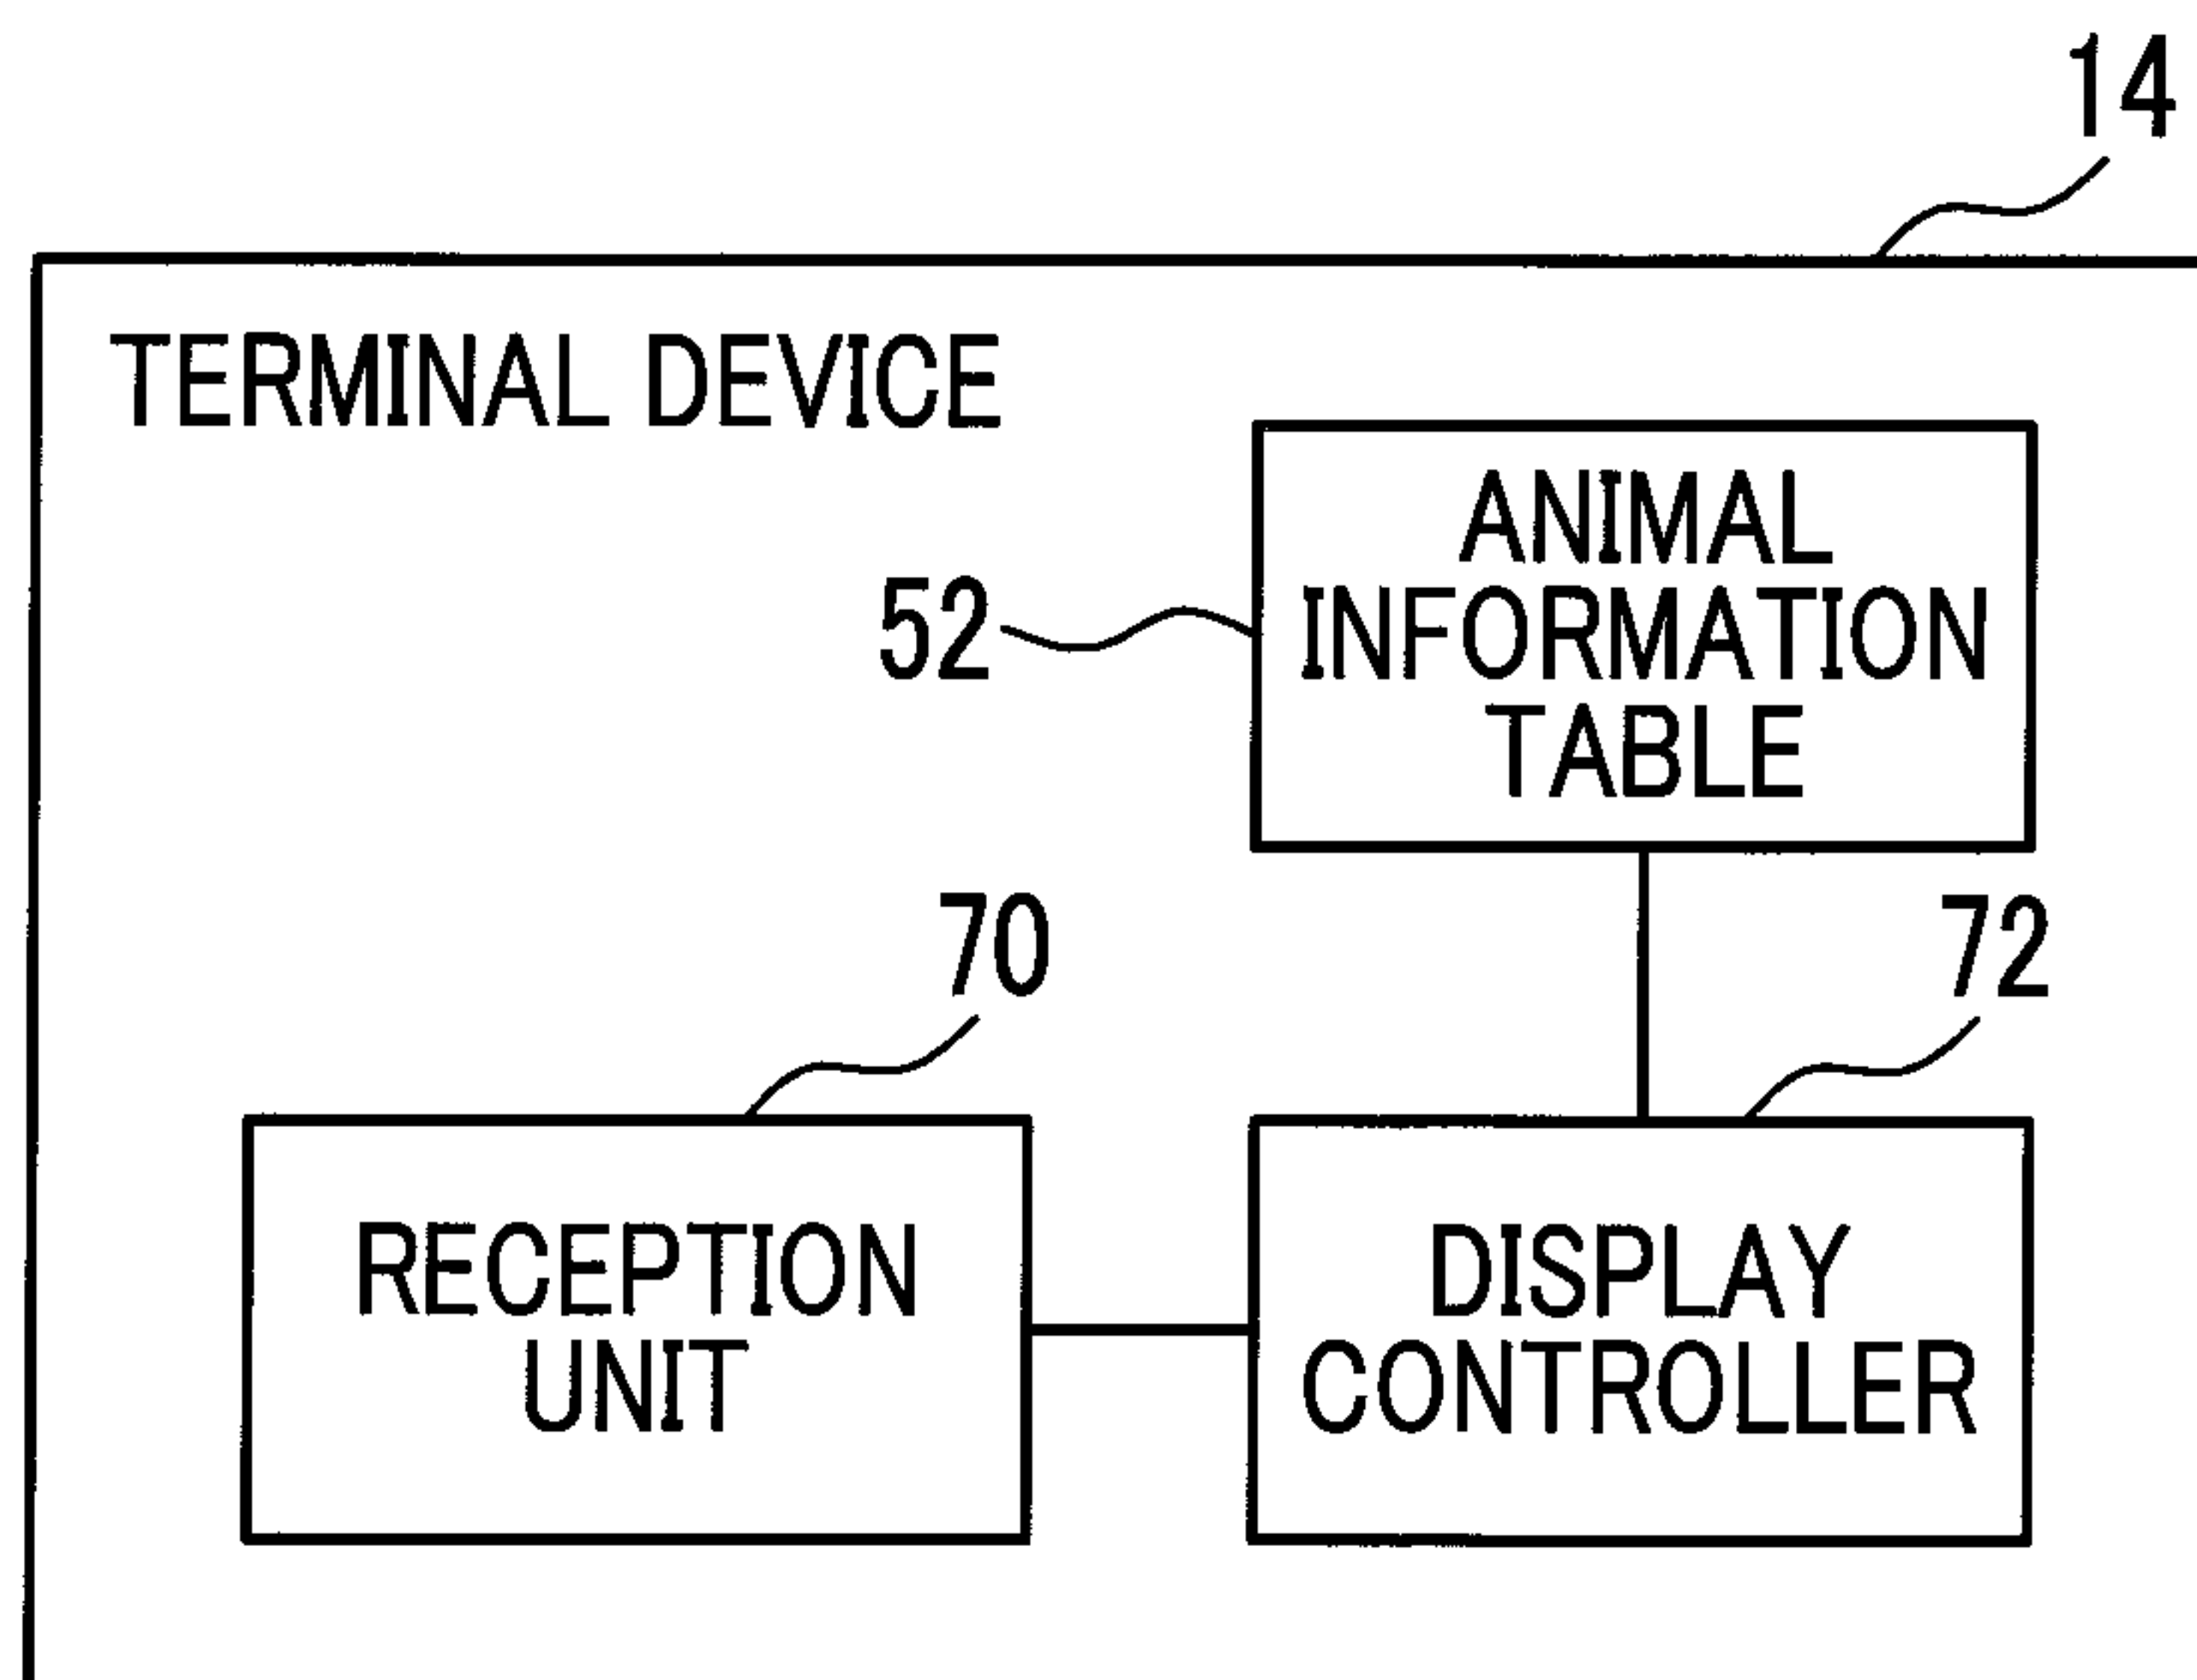 14
TERMINAL DEVICE
ANIMAL
INFORMATION
TABLE
52
70
72
RECEPTION
UNIT
DISPLAY
CONTROLLER